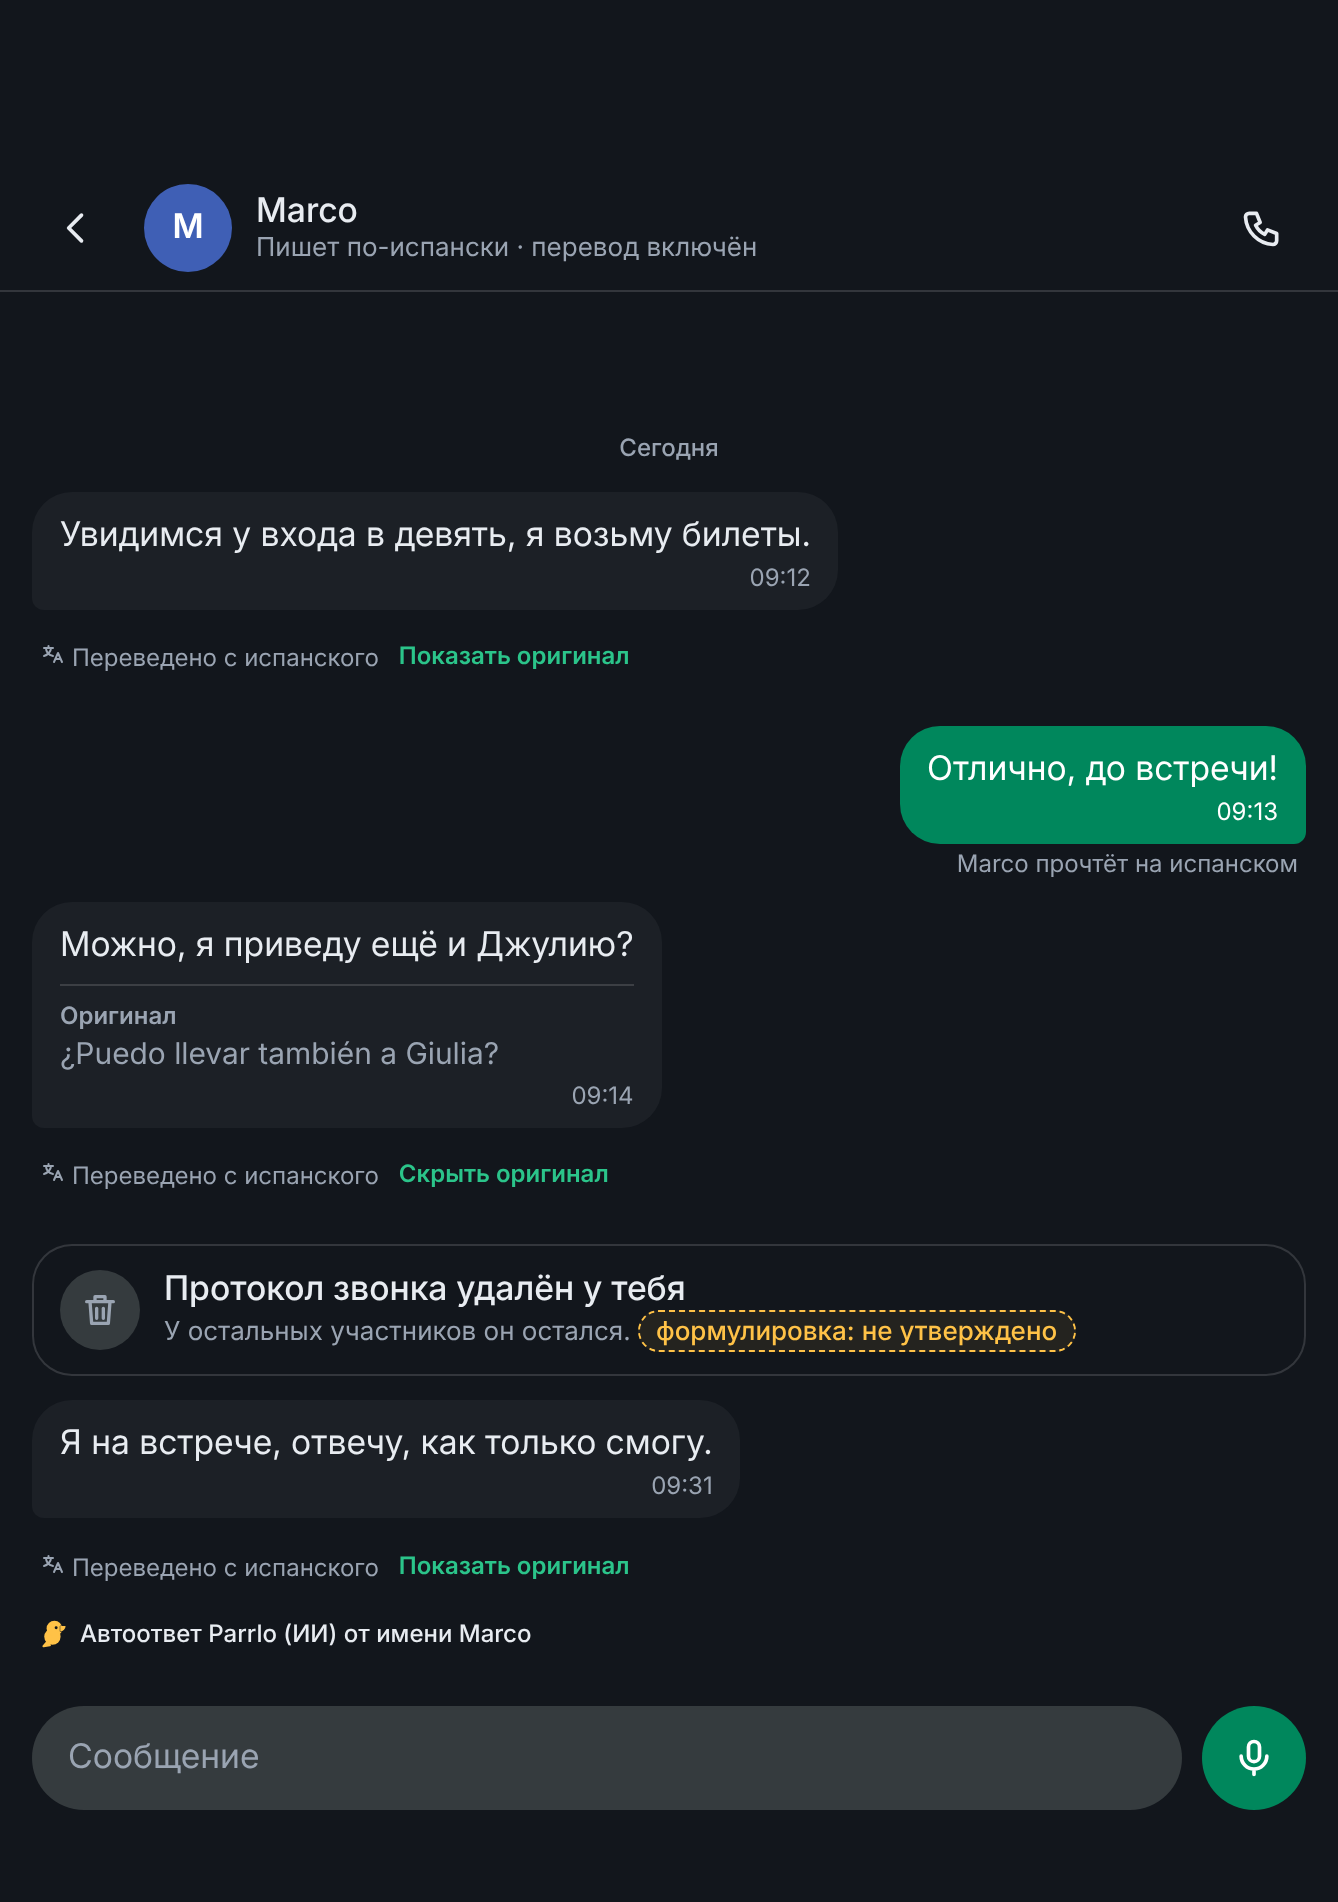 M
Marco
Пишет по-испански · перевод включён
Сегодня
Увидимся у входа в девять, я возьму билеты.
09:12
Переведено с испанского Показать оригинал
Отлично, до встречи!
09:13
Marco прочтёт на испанском
Можно, я приведу ещё и Джулию?
Оригинал
¿Puedo llevar también a Giulia?
09:14
Переведено с испанского Скрыть оригинал
Протокол звонка удалён у тебя
У остальных участников он остался. формулировка: не утверждено
Я на встрече, отвечу, как только смогу.
09:31
Переведено с испанского Показать оригинал
Автоответ Parrlo (ИИ) от имени Marco
Сообщение